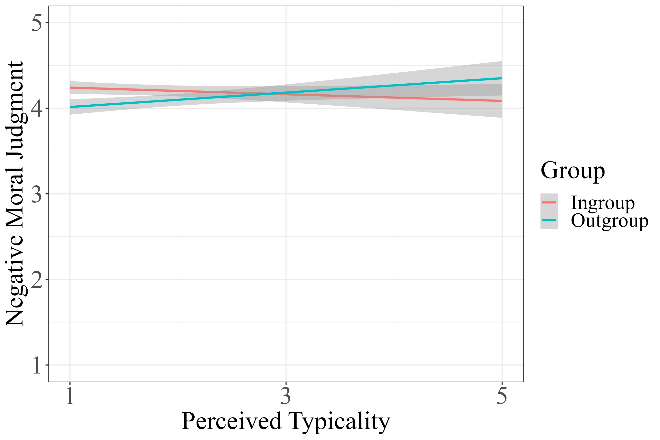 5
4
3
2
1
Negative Moral Judgment
1 3 5
Perceived Typicality
Group
Ingroup
Outgroup